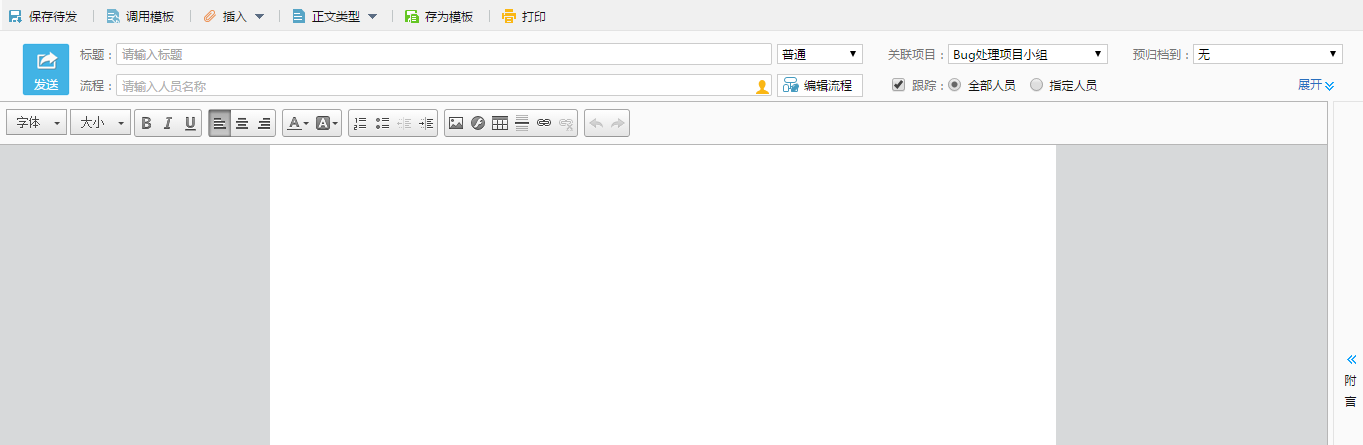 保存待发 调用模板 插入 正文类型 存为模板 打印
发送
标题： 请输入标题 普通 关联项目： Bug处理项目小组 预归档到： 无
流程： 请输入人员名称 编辑流程 跟踪： 全部人员 指定人员 展开
字体 大小 B I U A A
附言